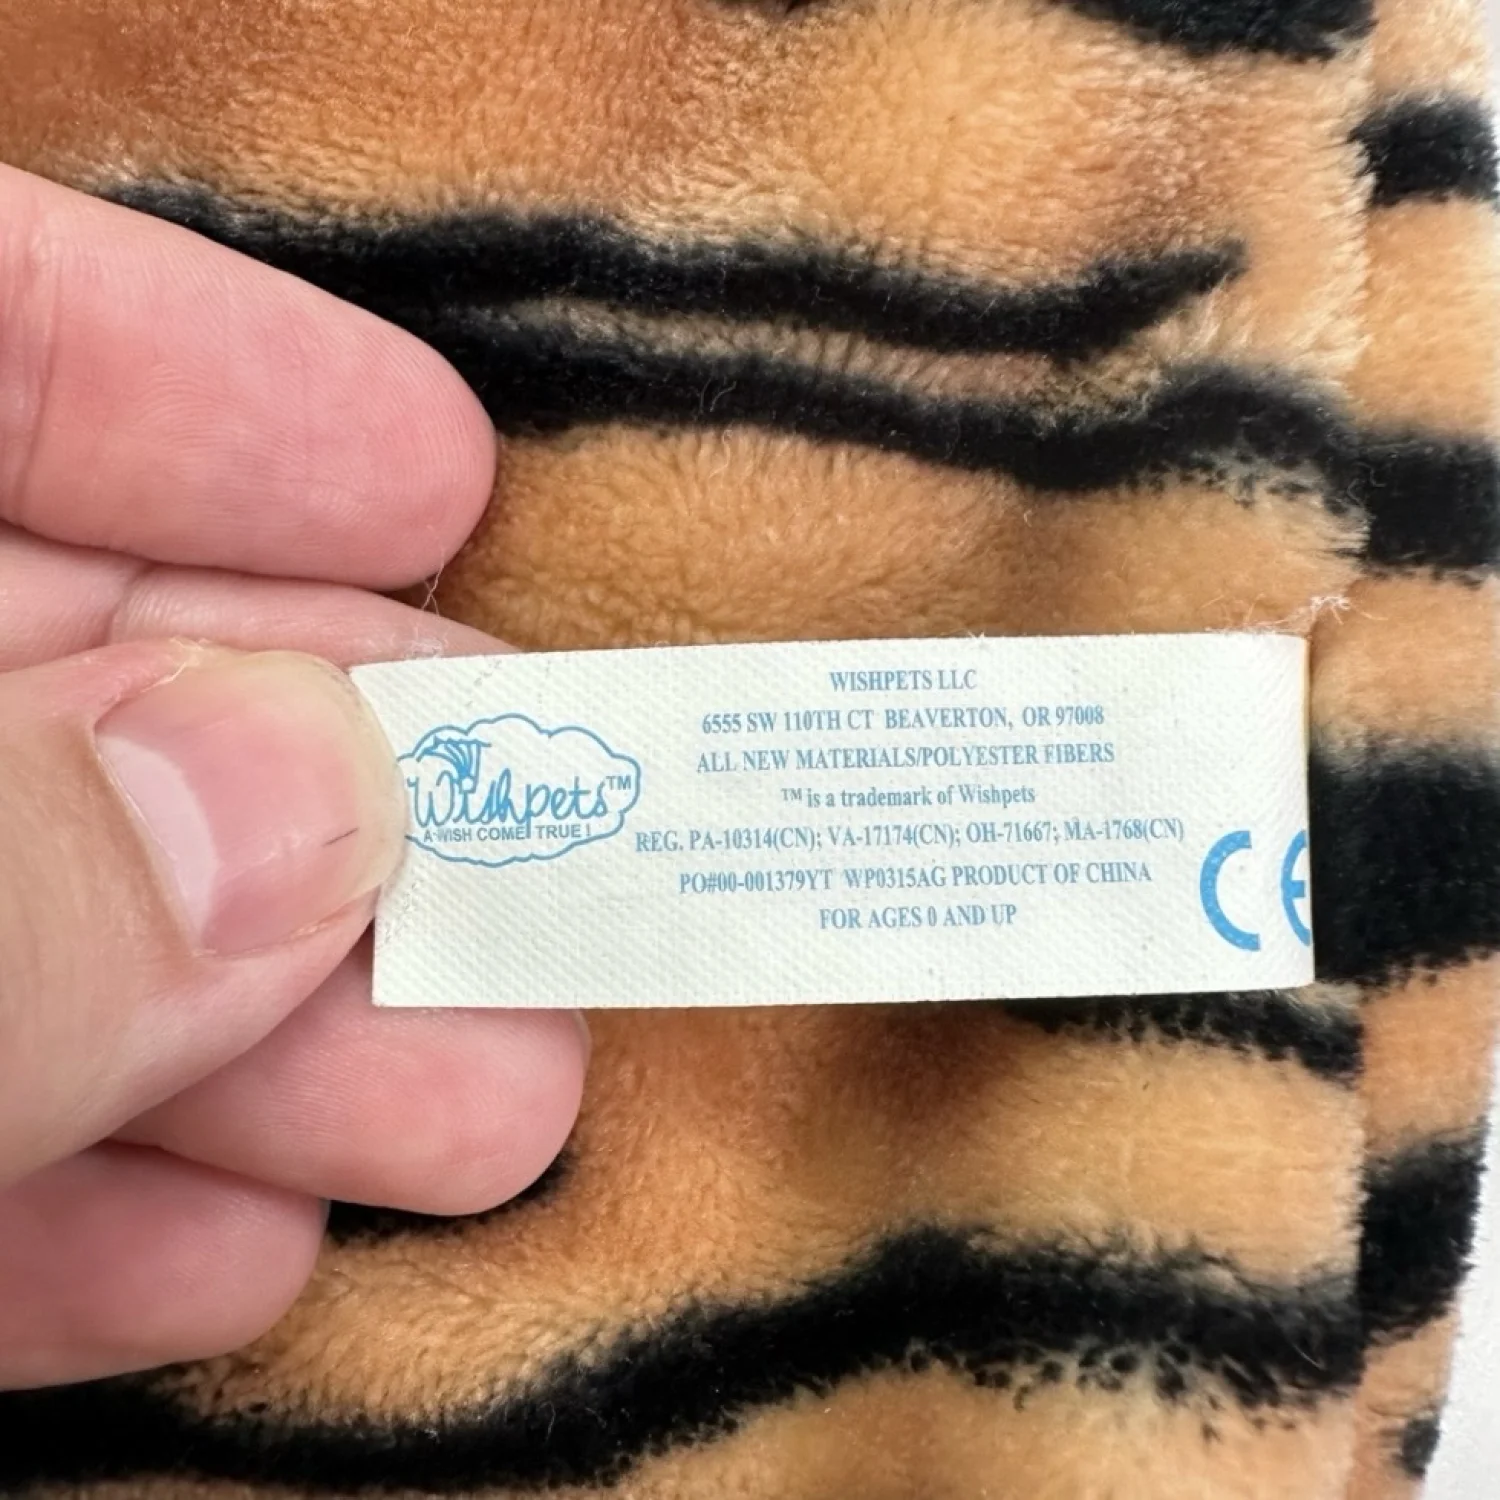 Wishpets™
A WISH COME TRUE!
WISHPETS LLC
6555 SW 110TH CT BEAVERTON, OR 97008
ALL NEW MATERIALS/POLYESTER FIBERS
™ is a trademark of Wishpets
REG. PA-10314(CN); VA-17174(CN); OH-71667; MA-1768(CN)
PO#00-001379YT WP0315AG PRODUCT OF CHINA
FOR AGES 0 AND UP
CE